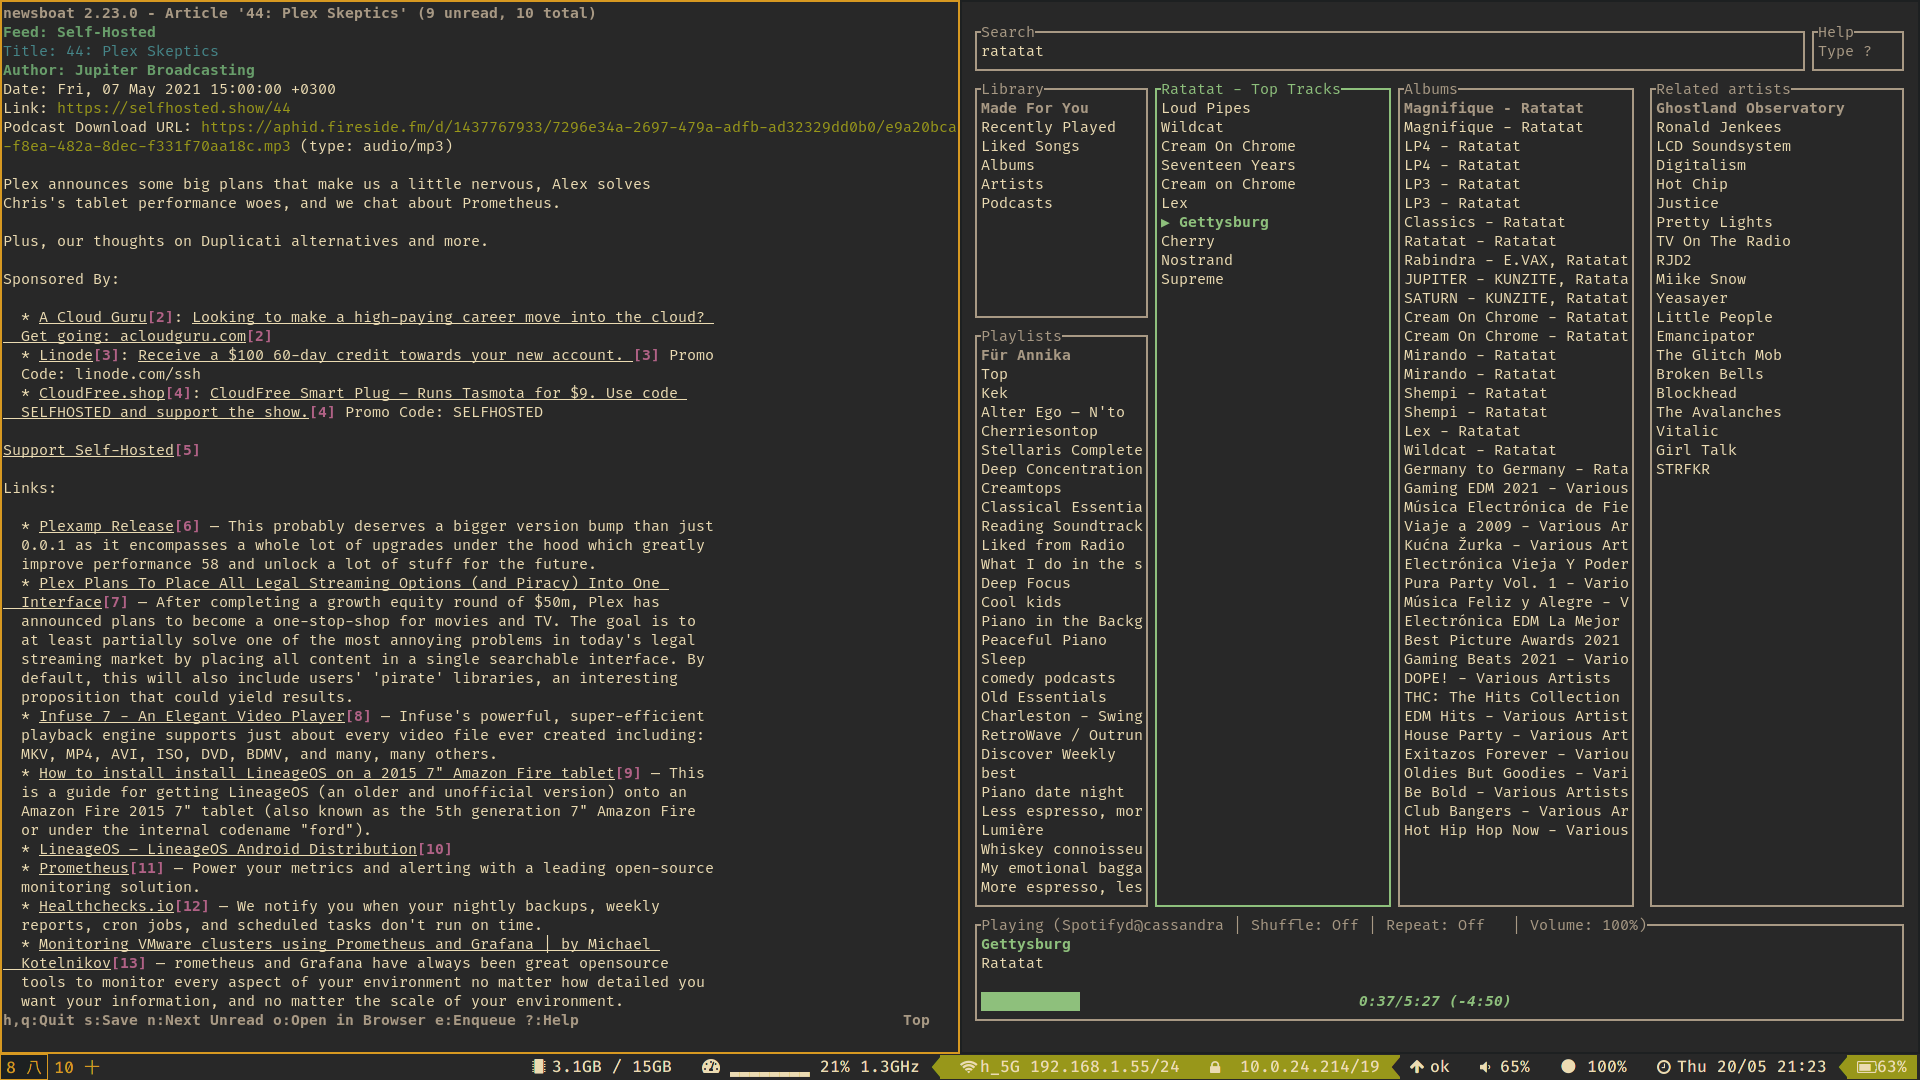 newsboat 2.23.0 - Article '44: Plex Skeptics' (9 unread, 10 total)
Feed: Self-Hosted
Title: 44: Plex Skeptics
Author: Jupiter Broadcasting
Date: Fri, 07 May 2021 15:00:00 +0300
Link: https://selfhosted.show/44
Podcast Download URL: https://aphid.fireside.fm/d/1437767933/7296e34a-2697-479a-adfb-ad32329dd0b0/e9a20bca
-f8ea-482a-8dec-f331f70aa18c.mp3 (type: audio/mp3)
Plex announces some big plans that make us a little nervous, Alex solves
Chris's tablet performance woes, and we chat about Prometheus.
Plus, our thoughts on Duplicati alternatives and more.
Sponsored By:
* A Cloud Guru[2]: Looking to make a high-paying career move into the cloud?
Get going: acloudguru.com[2]
* Linode[3]: Receive a $100 60-day credit towards your new account. [3] Promo
Code: linode.com/ssh
* CloudFree.shop[4]: CloudFree Smart Plug — Runs Tasmota for $9. Use code
SELFHOSTED and support the show.[4] Promo Code: SELFHOSTED
Support Self-Hosted[5]
Links:
* Plexamp Release[6] — This probably deserves a bigger version bump than just
0.0.1 as it encompasses a whole lot of upgrades under the hood which greatly
improve performance 58 and unlock a lot of stuff for the future.
* Plex Plans To Place All Legal Streaming Options (and Piracy) Into One
Interface[7] — After completing a growth equity round of $50m, Plex has
announced plans to become a one-stop-shop for movies and TV. The goal is to
at least partially solve one of the most annoying problems in today's legal
streaming market by placing all content in a single searchable interface. By
default, this will also include users' 'pirate' libraries, an interesting
proposition that could yield results.
* Infuse 7 - An Elegant Video Player[8] — Infuse's powerful, super-efficient
playback engine supports just about every video file ever created including:
MKV, MP4, AVI, ISO, DVD, BDMV, and many, many others.
* How to install install LineageOS on a 2015 7" Amazon Fire tablet[9] — This
is a guide for getting LineageOS (an older and unofficial version) onto an
Amazon Fire 2015 7" tablet (also known as the 5th generation 7" Amazon Fire
or under the internal codename "ford").
* LineageOS — LineageOS Android Distribution[10]
* Prometheus[11] — Power your metrics and alerting with a leading open-source
monitoring solution.
* Healthchecks.io[12] — We notify you when your nightly backups, weekly
reports, cron jobs, and scheduled tasks don't run on time.
* Monitoring VMware clusters using Prometheus and Grafana | by Michael
Kotelnikov[13] — rometheus and Grafana have always been great opensource
tools to monitor every aspect of your environment no matter how detailed you
want your information, and no matter the scale of your environment.
h,q:Quit s:Save n:Next Unread o:Open in Browser e:Enqueue ?:Help Top
Search
ratatat
Help
Type ?
Library
Made For You
Recently Played
Liked Songs
Albums
Artists
Podcasts
Playlists
Für Annika
Top
Kek
Alter Ego — N'to
Cherriesontop
Stellaris Complete
Deep Concentration
Creamtops
Classical Essentia
Reading Soundtrack
Liked from Radio
What I do in the s
Deep Focus
Cool kids
Piano in the Backg
Peaceful Piano
Sleep
comedy podcasts
Old Essentials
Charleston - Swing
RetroWave / Outrun
Discover Weekly
best
Piano date night
Less espresso, mor
Lumière
Whiskey connoisseu
My emotional bagga
More espresso, les
Ratatat - Top Tracks
Loud Pipes
Wildcat
Cream On Chrome
Seventeen Years
Cream on Chrome
Lex
▶ Gettysburg
Cherry
Nostrand
Supreme
Albums
Magnifique - Ratatat
Magnifique - Ratatat
LP4 - Ratatat
LP4 - Ratatat
LP3 - Ratatat
LP3 - Ratatat
Classics - Ratatat
Ratatat - Ratatat
Rabindra - E.VAX, Ratatat
JUPITER - KUNZITE, Ratata
SATURN - KUNZITE, Ratatat
Cream On Chrome - Ratatat
Cream On Chrome - Ratatat
Mirando - Ratatat
Mirando - Ratatat
Shempi - Ratatat
Shempi - Ratatat
Lex - Ratatat
Wildcat - Ratatat
Germany to Germany - Rata
Gaming EDM 2021 - Various
Música Electrónica de Fie
Viaje a 2009 - Various Ar
Kućna Žurka - Various Art
Electrónica Vieja Y Poder
Pura Party Vol. 1 - Vario
Música Feliz y Alegre - V
Electrónica EDM La Mejor
Best Picture Awards 2021
Gaming Beats 2021 - Vario
DOPE! - Various Artists
THC: The Hits Collection
EDM Hits - Various Artist
House Party - Various Art
Exitazos Forever - Variou
Oldies But Goodies - Vari
Be Bold - Various Artists
Club Bangers - Various Ar
Hot Hip Hop Now - Various
Related artists
Ghostland Observatory
Ronald Jenkees
LCD Soundsystem
Digitalism
Hot Chip
Justice
Pretty Lights
TV On The Radio
RJD2
Miike Snow
Yeasayer
Little People
Emancipator
The Glitch Mob
Broken Bells
Blockhead
The Avalanches
Vitalic
Girl Talk
STRFKR
Playing (Spotifyd@cassandra | Shuffle: Off | Repeat: Off | Volume: 100%)
Gettysburg
Ratatat
0:37/5:27 (-4:50)
8 八 10 十 3.1GB / 15GB 21% 1.3GHz h_5G 192.168.1.55/24 10.0.24.214/19 ok 65% 100% Thu 20/05 21:23 63%